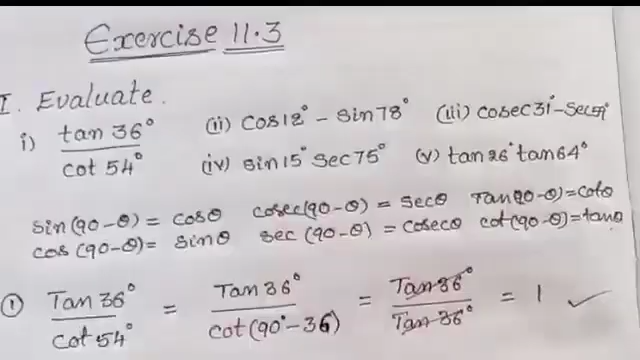 Exercise 11.3
I. Evaluate.
i) tan 36° / cot 54° (ii) cos12° - sin78° (iii) cosec31° - sec59°
(iv) sin15° sec75° (v) tan26° tan64°
sin(90-θ) = cosθ cosec(90-θ) = secθ Tan(90-θ)=cotθ
cos(90-θ)= sinθ sec(90-θ) = cosecθ cot(90-θ)=tanθ
① Tan36° / cot54° = Tan36° / cot(90°-36) = Tan36° / Tan36° = 1 ✓